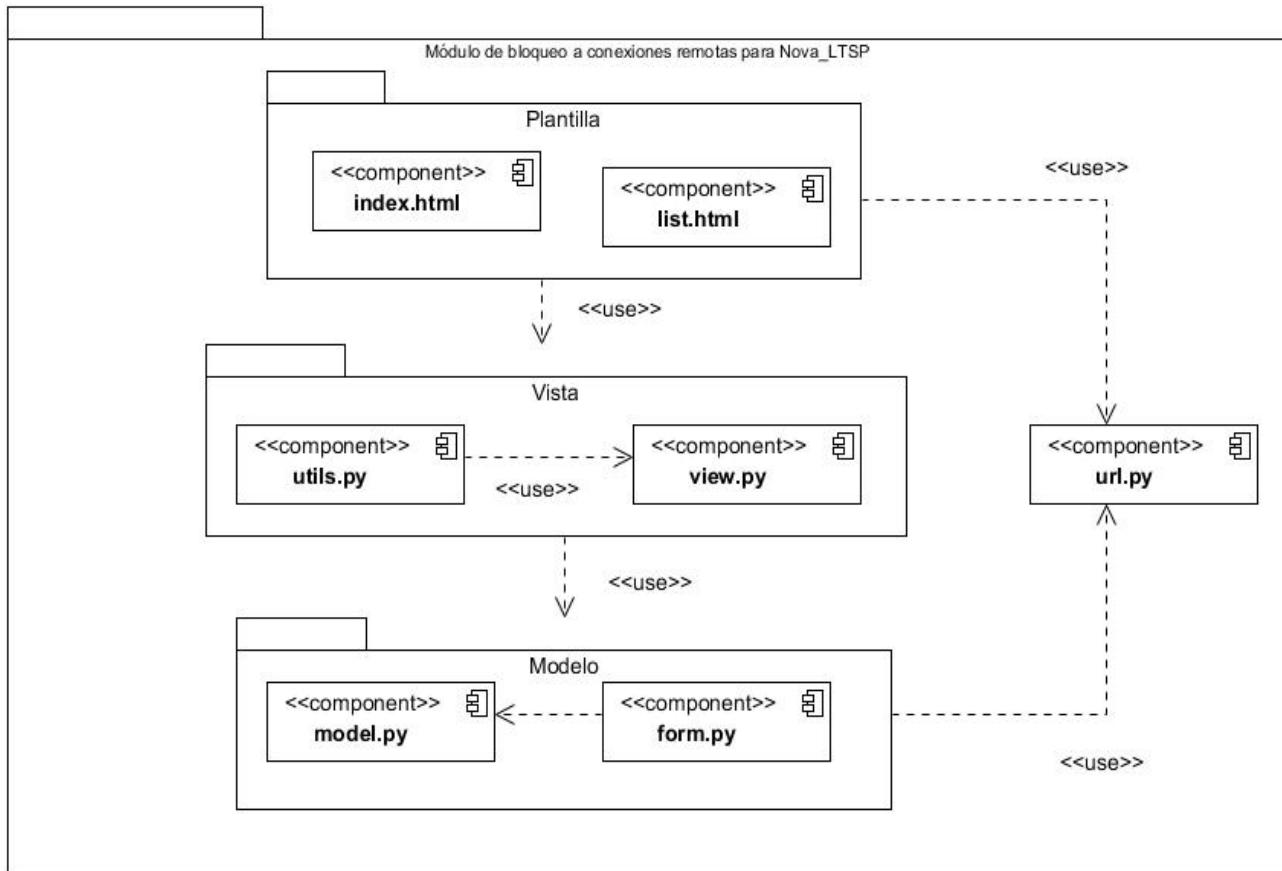 Módulo de bloqueo a conexiones remotas para Nova_LTSP
Plantilla
<<component>>
index.html
<<component>>
list.html
<<use>>
<<use>>
Vista
<<component>>
utils.py
<<use>>
<<component>>
view.py
<<component>>
url.py
<<use>>
Modelo
<<component>>
model.py
<<component>>
form.py
<<use>>